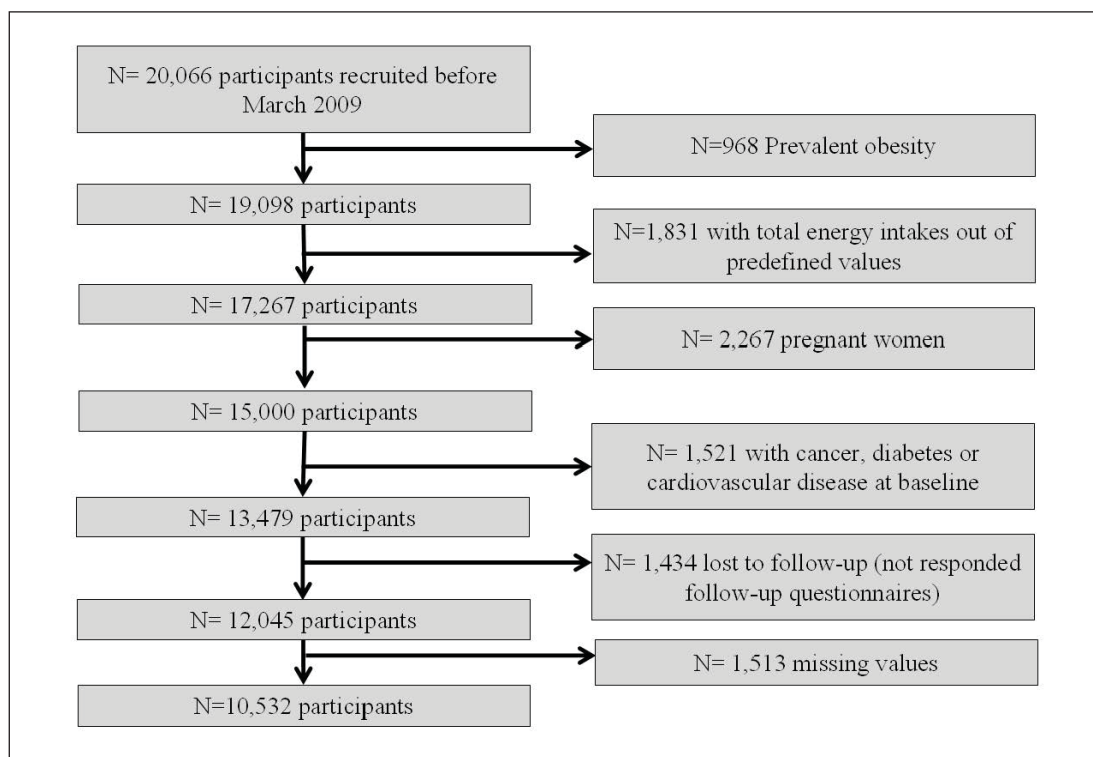 N= 20,066 participants recruited before
March 2009
N=968 Prevalent obesity
N= 19,098 participants
N=1,831 with total energy intakes out of
predefined values
N= 17,267 participants
N= 2,267 pregnant women
N= 15,000 participants
N= 1,521 with cancer, diabetes or
cardiovascular disease at baseline
N= 13,479 participants
N= 1,434 lost to follow-up (not responded
follow-up questionnaires)
N= 12,045 participants
N= 1,513 missing values
N=10,532 participants